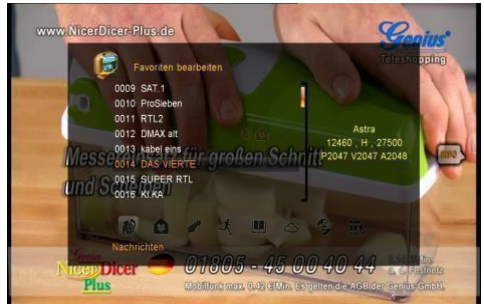 www.NicerDicer-Plus.de
Genius
Teleshopping
Favoriten bearbeiten
0009 SAT.1
0010 ProSieben
0011 RTL2
0012 DMAX alt
0013 kabel eins
0014 DAS VIERTE
0015 SUPER RTL
0016 KI.KA
Astra
12460 , H , 27500
P2047 V2047 A2048
Messereinsatz für großen Schnitt
und Scheiben
Nachrichten
Genius
Nicer Dicer
Plus
01805 - 45 00 40 44
Mobilfunk max. 0,42 €/Min. Es gelten die AGB der Genius GmbH.